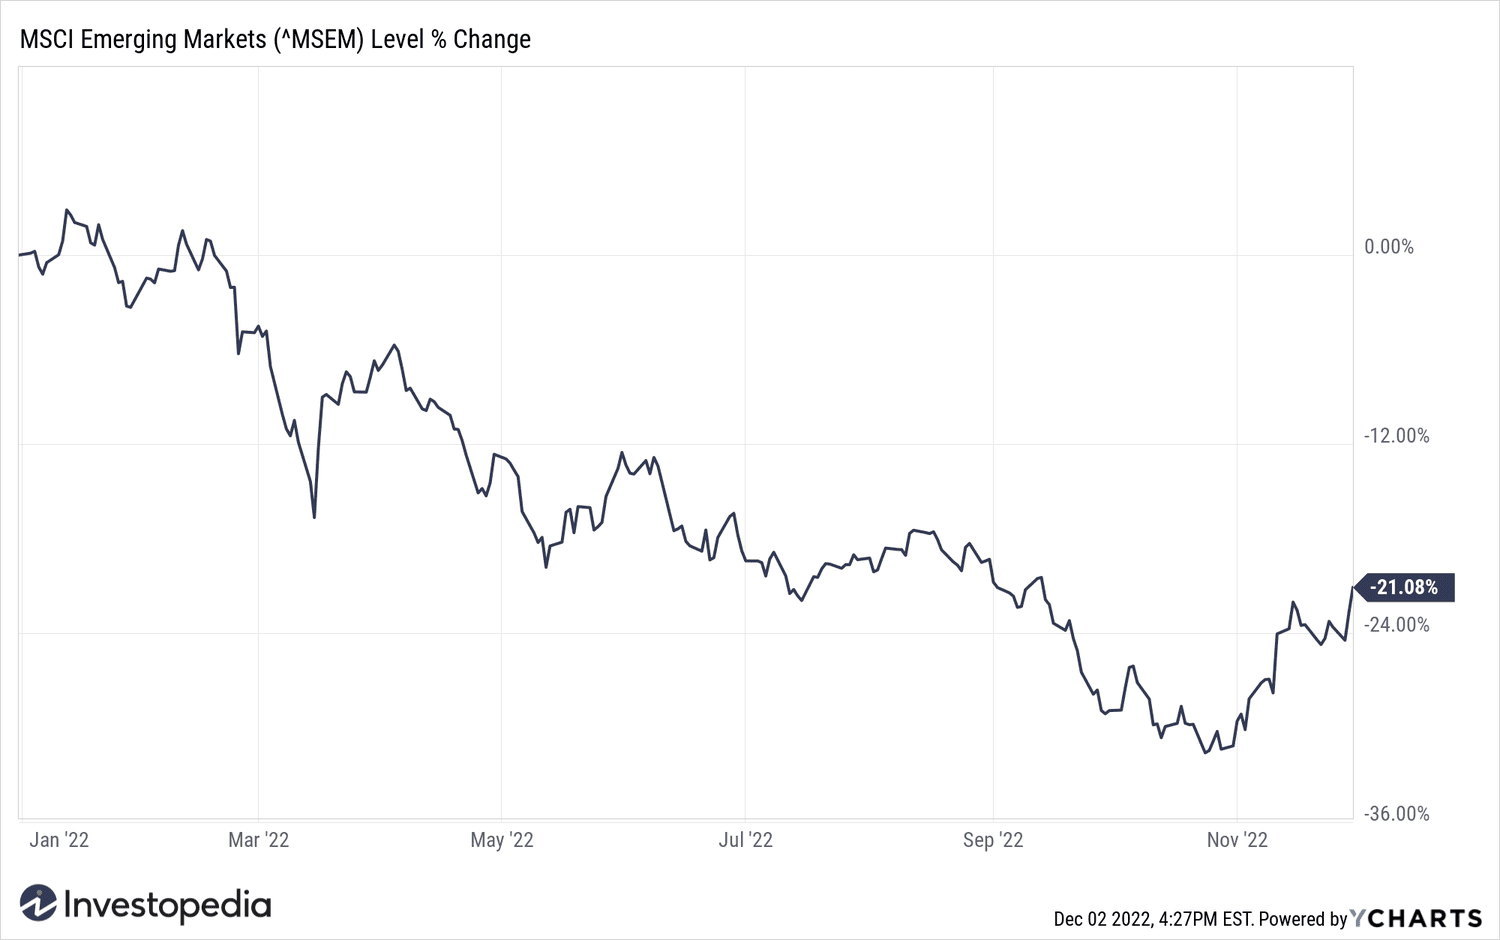 MSCI Emerging Markets (^MSEM) Level % Change
0.00%
-12.00%
-21.08%
-24.00%
-36.00%
Jan '22 Mar '22 May '22 Jul '22 Sep '22 Nov '22
Investopedia
Dec 02 2022, 4:27PM EST. Powered by YCHARTS